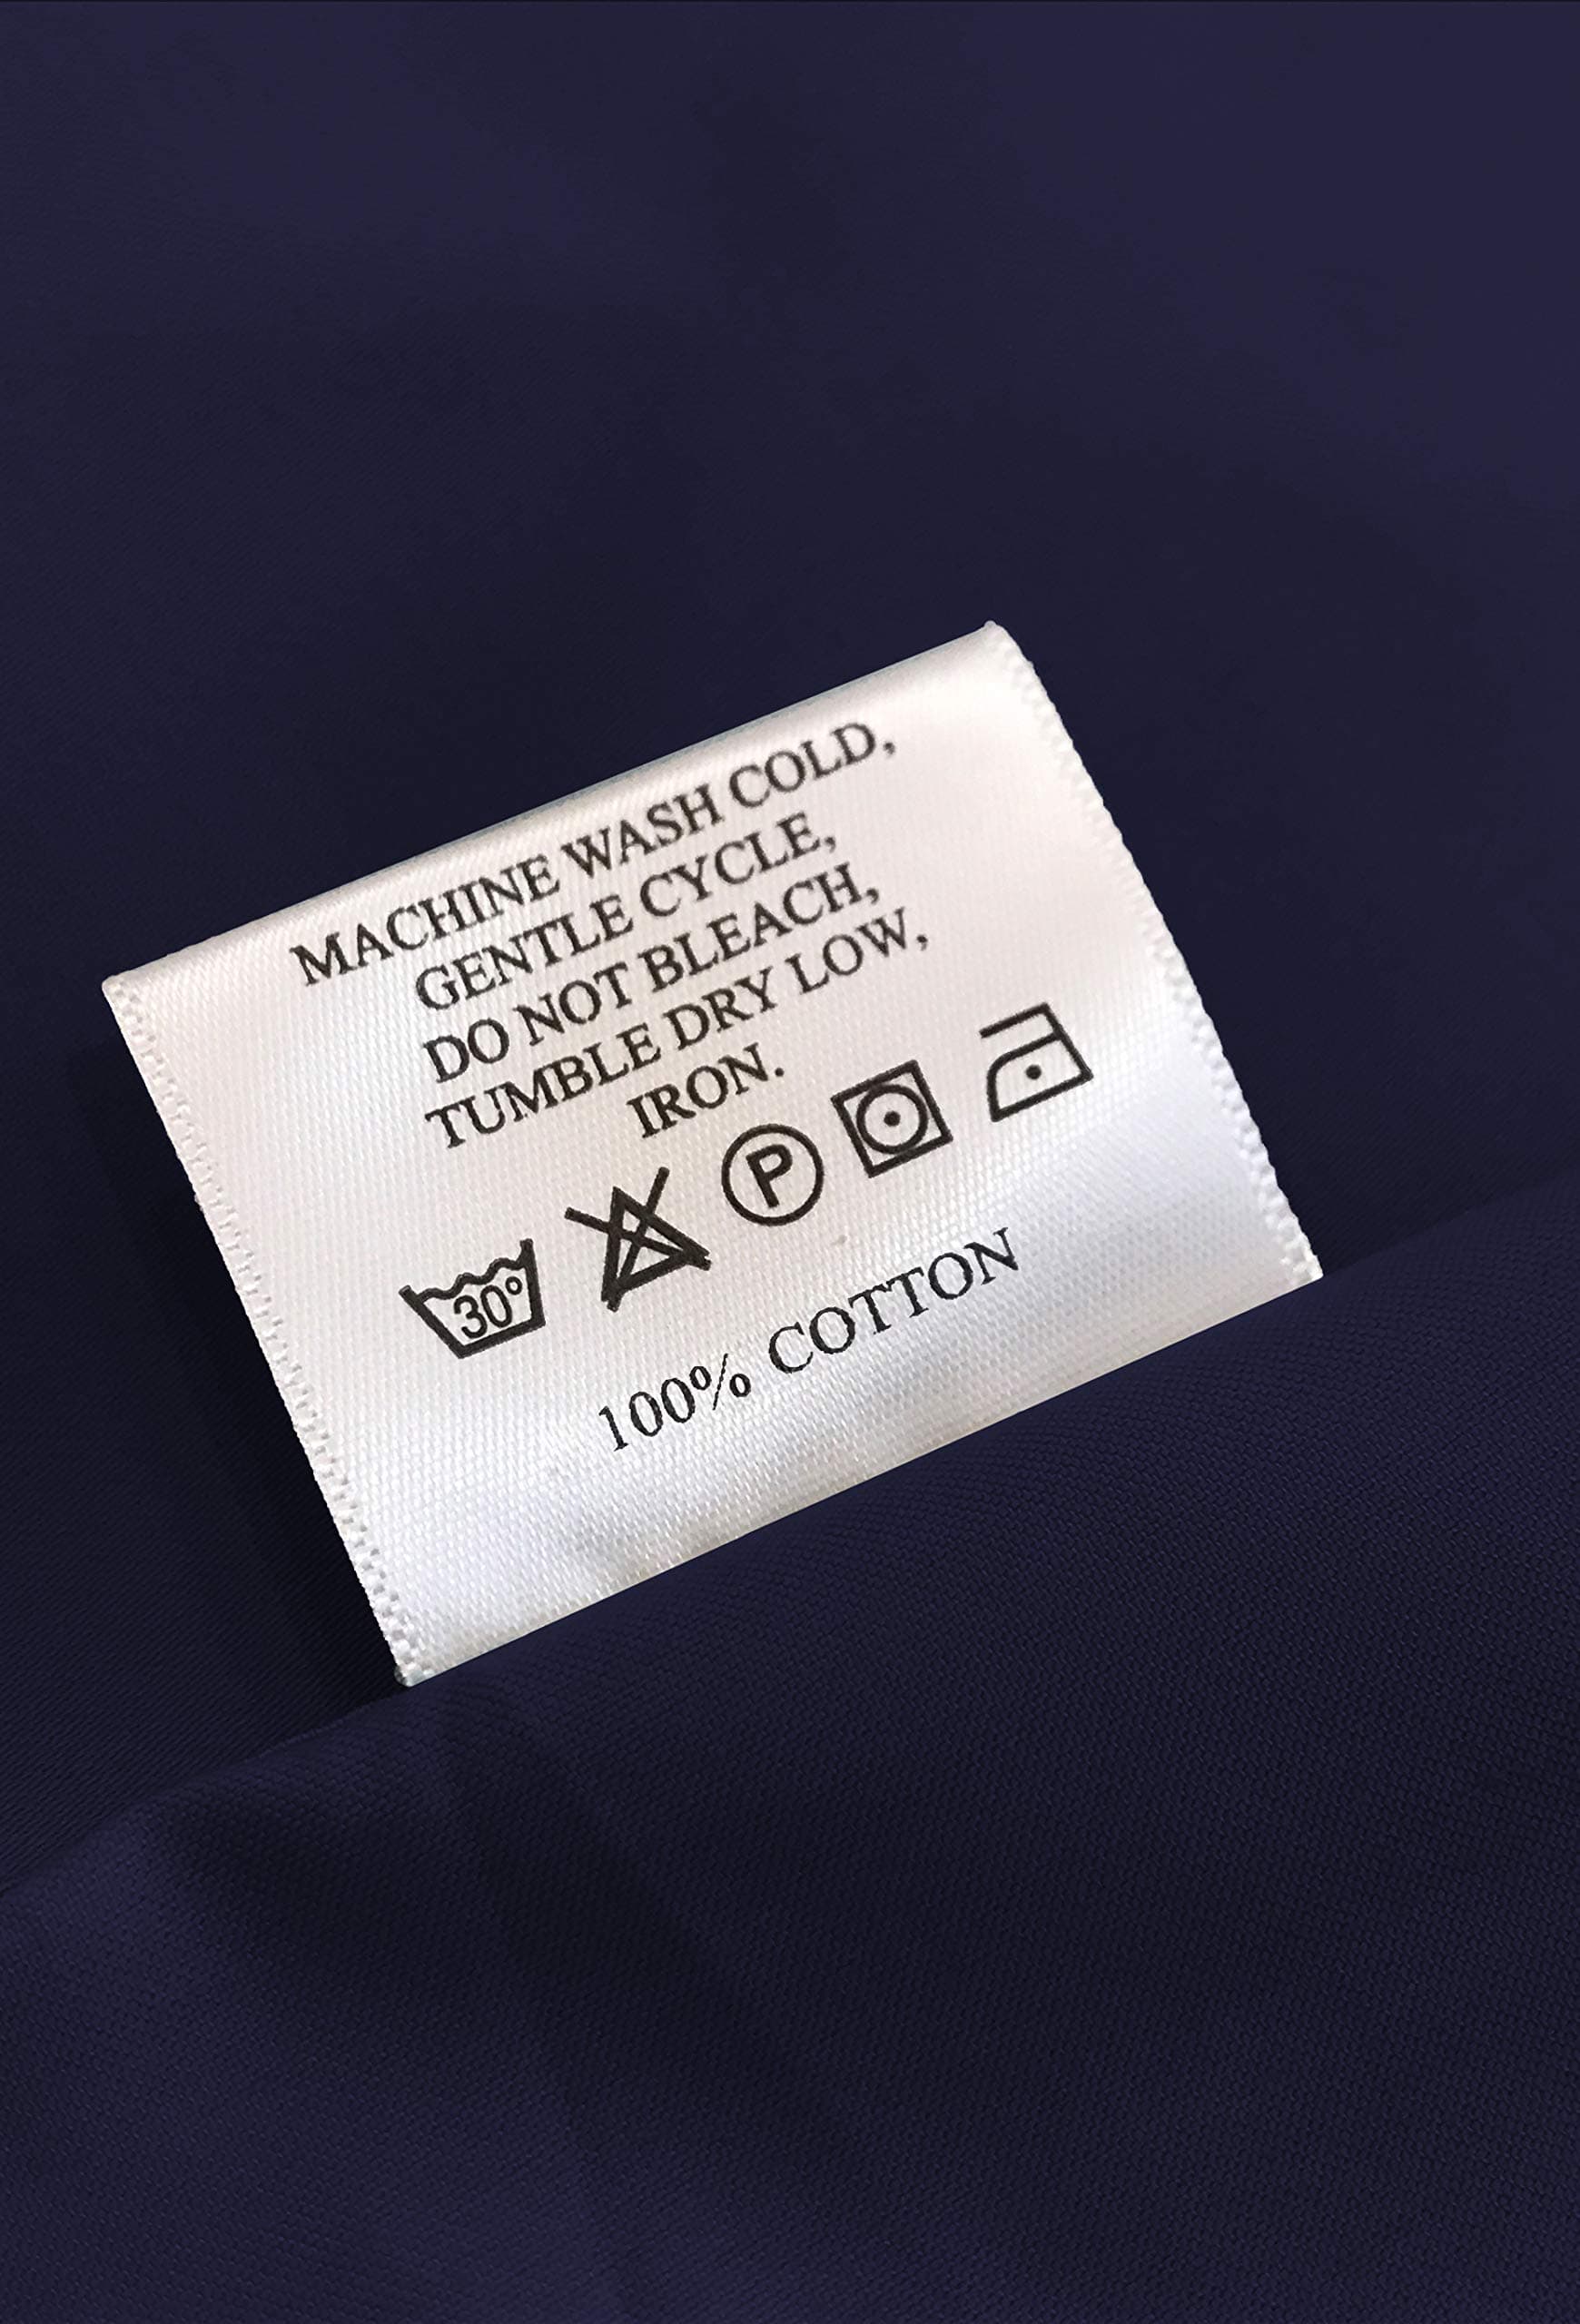 MACHINE WASH COLD,
GENTLE CYCLE,
DO NOT BLEACH,
TUMBLE DRY LOW,
IRON.
30° P
100% COTTON